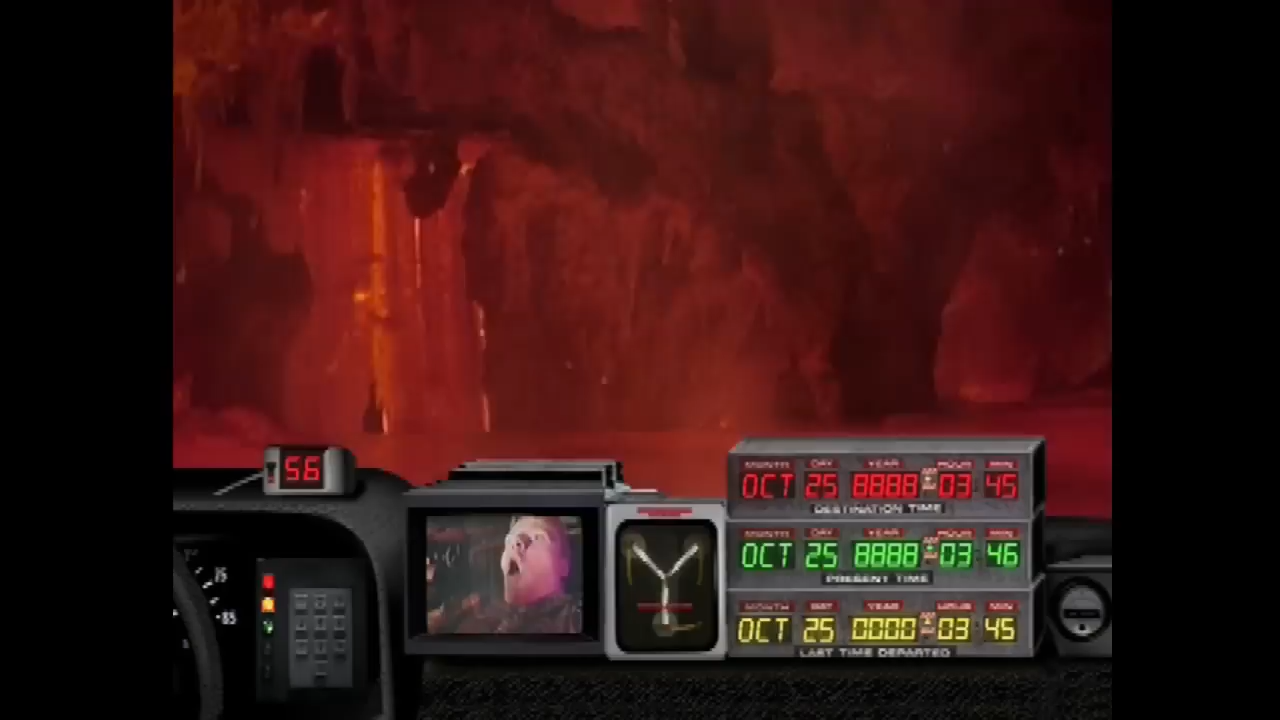 56
MONTH DAY YEAR HOUR MIN
OCT 25 8888 03 45
DESTINATION TIME
MONTH DAY YEAR HOUR MIN
OCT 25 8888 03 46
PRESENT TIME
MONTH DAY YEAR HOUR MIN
OCT 25 0000 03 45
LAST TIME DEPARTED
75
85